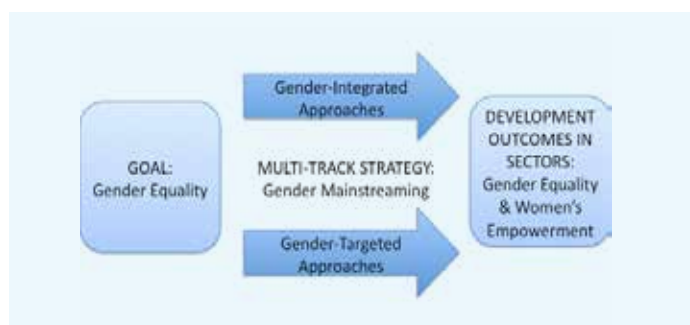 GOAL:
Gender Equality
Gender-Integrated
Approaches
MULTI-TRACK STRATEGY:
Gender Mainstreaming
Gender-Targeted
Approaches
DEVELOPMENT
OUTCOMES IN
SECTORS:
Gender Equality
& Women's
Empowerment